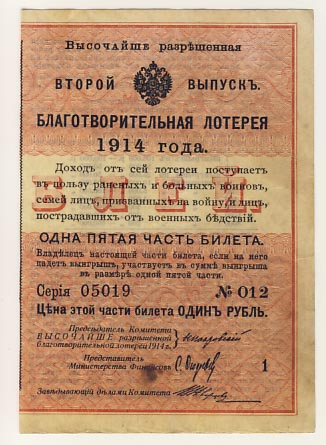 Высочайше разрѣшенная
ВТОРОЙ ВЫПУСКЪ.
БЛАГОТВОРИТЕЛЬНАЯ ЛОТЕРЕЯ
1914 года.
Доходъ отъ сей лотереи поступаетъ
въ пользу раненыхъ и больныхъ воиновъ,
семей лицъ, призванныхъ на войну, и лицъ,
пострадавшихъ отъ военныхъ бѣдствій.
ОДНА ПЯТАЯ ЧАСТЬ БИЛЕТА.
Владѣлецъ настоящей части билета, если на него
падетъ выигрышъ, участвуетъ въ суммѣ выигрыша
въ размѣрѣ одной пятой части.
Серія 05019 № 012
Цѣна этой части билета ОДИНЪ РУБЛЬ.
Предсѣдатель Комитета
ВЫСОЧАЙШЕ разрѣшенной
благотворительной лотереи 1914 г.
Представитель
Министерства Финансовъ
1
Завѣдывающій дѣлами Комитета